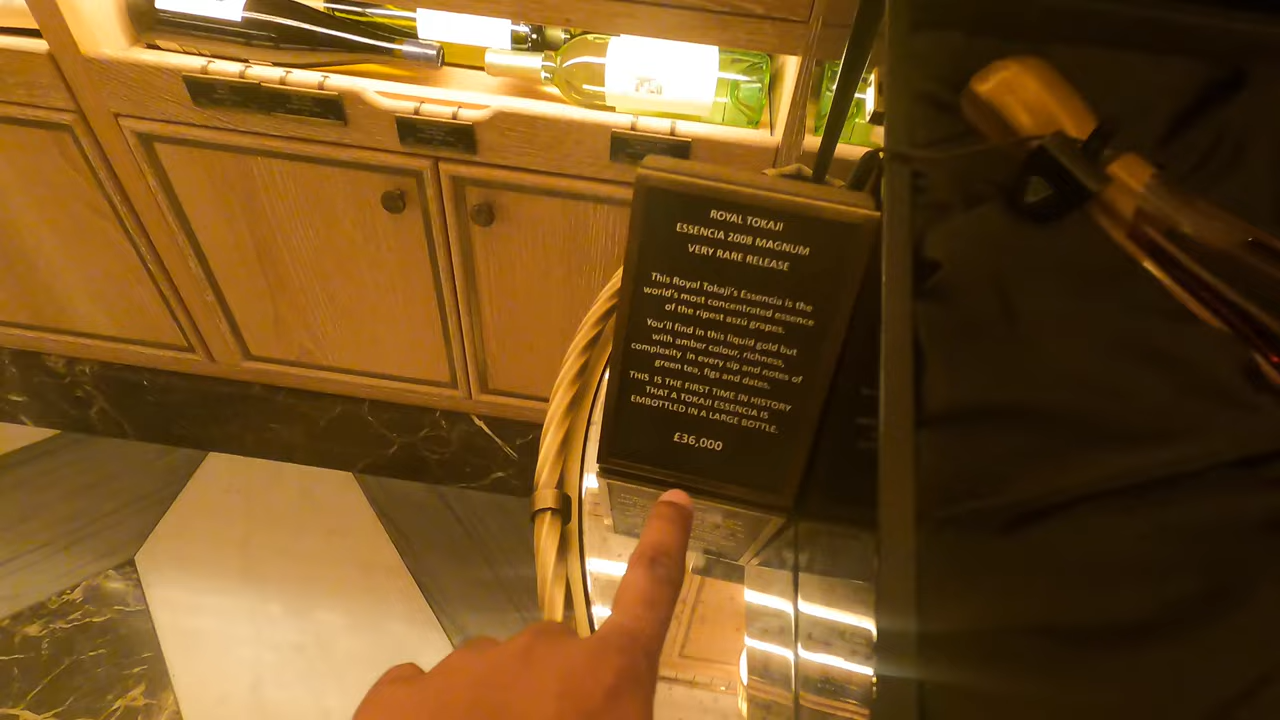 ROYAL TOKAJI
ESSENCIA 2008 MAGNUM
VERY RARE RELEASE
This Royal Tokaji's Essencia is the
world's most concentrated essence
of the ripest aszú grapes.
You'll find in this liquid gold but
with amber colour, richness,
complexity in every sip and notes of
green tea, figs and dates.
THIS IS THE FIRST TIME IN HISTORY
THAT A TOKAJI ESSENCIA IS
EMBOTTLED IN A LARGE BOTTLE.
£36,000